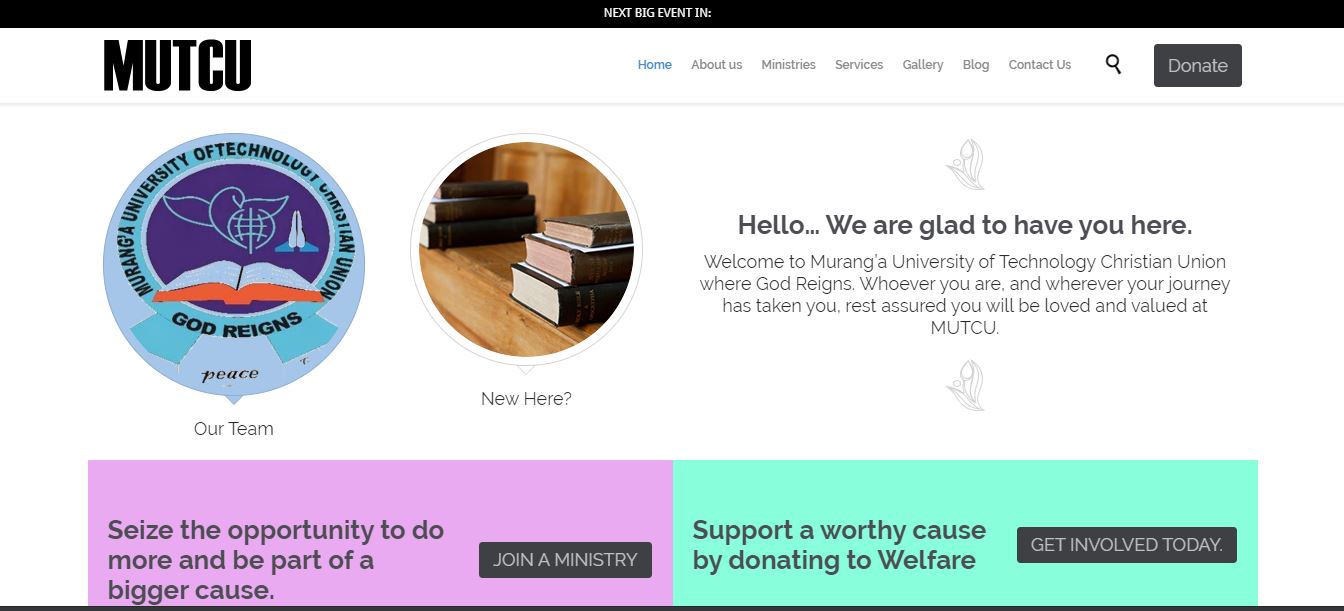 NEXT BIG EVENT IN:
MUTCU
Home About us Ministries Services Gallery Blog Contact Us Donate
MURANG'A UNIVERSITY OF TECHNOLOGY CHRISTIAN UNION
GOD REIGNS
peace
Our Team
New Here?
Hello... We are glad to have you here.
Welcome to Murang’a University of Technology Christian Union
where God Reigns. Whoever you are, and wherever your journey
has taken you, rest assured you will be loved and valued at
MUTCU.
Seize the opportunity to do
more and be part of a
bigger cause.
JOIN A MINISTRY
Support a worthy cause
by donating to Welfare
GET INVOLVED TODAY.